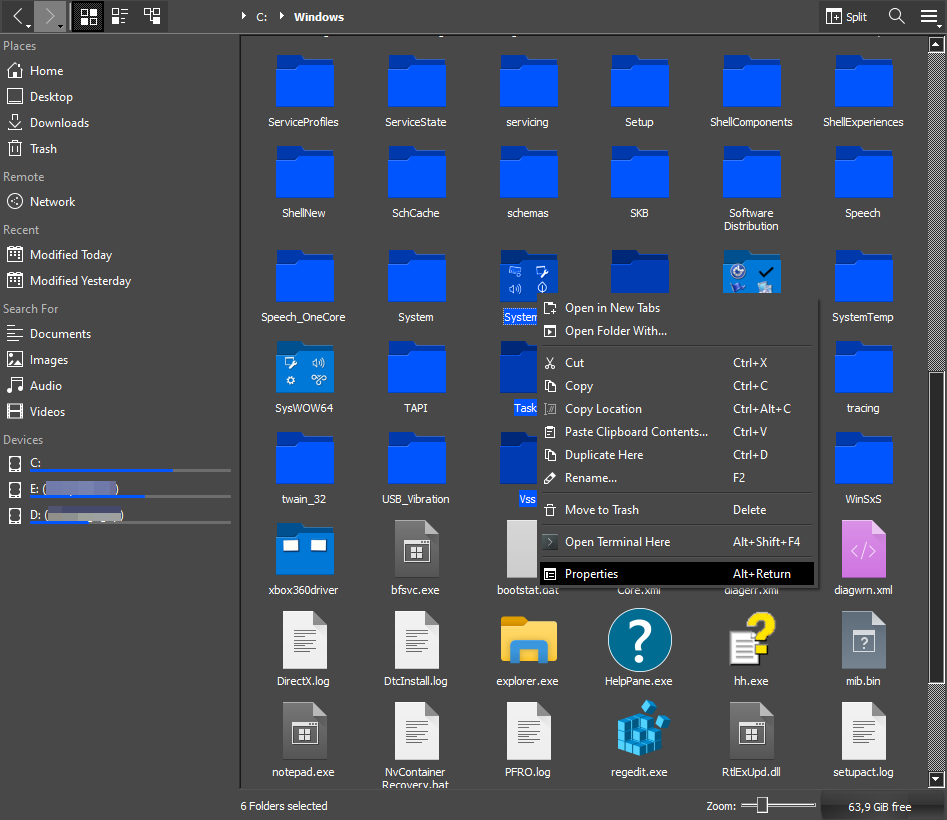 C: Windows
Split
Places
Home
Desktop
Downloads
Trash
Remote
Network
Recent
Modified Today
Modified Yesterday
Search For
Documents
Images
Audio
Videos
Devices
C:
E: (
)
D: (
)
ServiceProfiles
ServiceState
servicing
Setup
ShellComponents
ShellExperiences
ShellNew
SchCache
schemas
SKB
Software
Distribution
Speech
Speech_OneCore
System
System
SystemTemp
SysWOW64
TAPI
Task
tracing
twain_32
USB_Vibration
Vss
WinSxS
Open in New Tabs
Open Folder With...
Cut Ctrl+X
Copy Ctrl+C
Copy Location Ctrl+Alt+C
Paste Clipboard Contents... Ctrl+V
Duplicate Here Ctrl+D
Rename... F2
Move to Trash Delete
Open Terminal Here Alt+Shift+F4
Properties Alt+Return
xbox360driver
bfsvc.exe
bootstat.dat
Core.xml
diagerr.xml
diagwrn.xml
DirectX.log
DtcInstall.log
explorer.exe
HelpPane.exe
hh.exe
mib.bin
notepad.exe
NvContainer
Recovery.bat
PFRO.log
regedit.exe
RtlExUpd.dll
setupact.log
6 Folders selected
Zoom:
63,9 GiB free